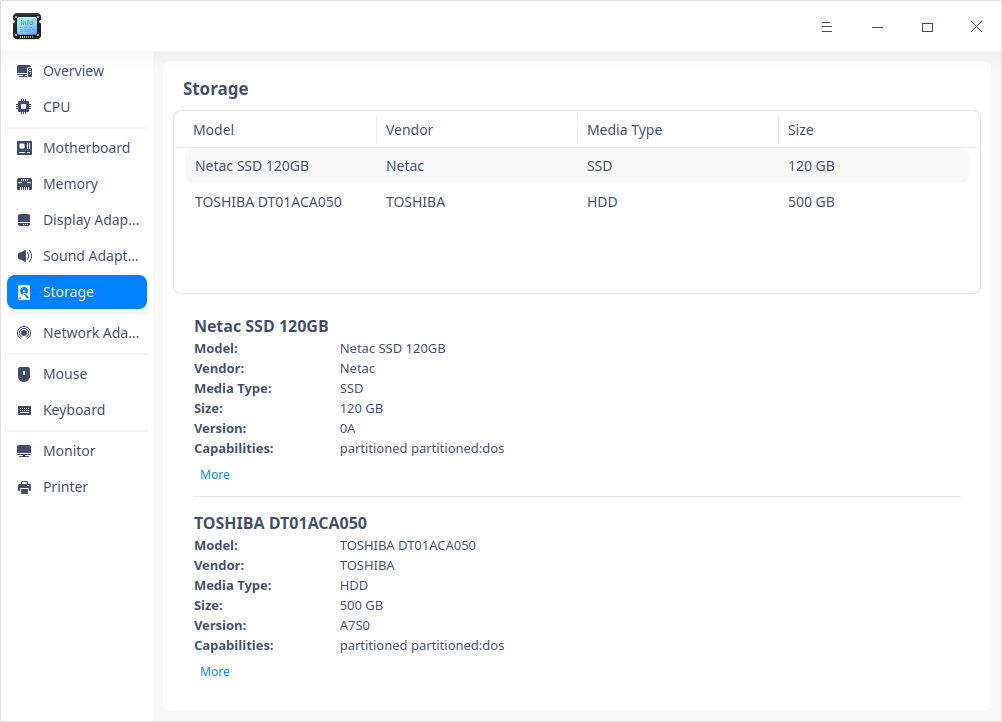 info
Overview
CPU
Motherboard
Memory
Display Adap...
Sound Adapt...
Storage
Network Ada...
Mouse
Keyboard
Monitor
Printer
Storage
Model Vendor Media Type Size
Netac SSD 120GB Netac SSD 120 GB
TOSHIBA DT01ACA050 TOSHIBA HDD 500 GB
Netac SSD 120GB
Model: Netac SSD 120GB
Vendor: Netac
Media Type: SSD
Size: 120 GB
Version: 0A
Capabilities: partitioned partitioned:dos
More
TOSHIBA DT01ACA050
Model: TOSHIBA DT01ACA050
Vendor: TOSHIBA
Media Type: HDD
Size: 500 GB
Version: A7S0
Capabilities: partitioned partitioned:dos
More